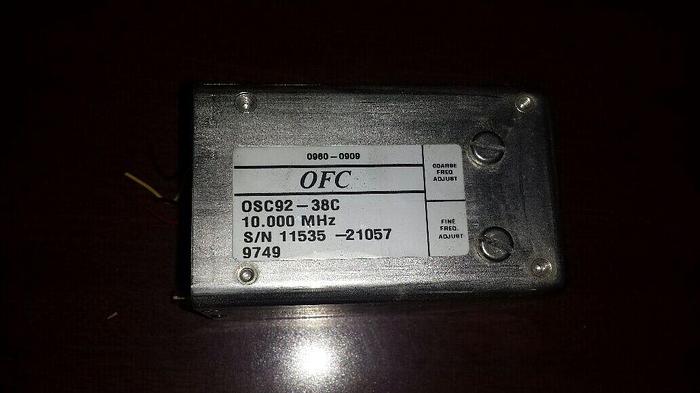 0960-0909
OFC
OSC92-38C
10.000 MHz
S/N 11535 -21057
9749
COARSE
FREQ
ADJUST
FINE
FREQ.
ADJUST